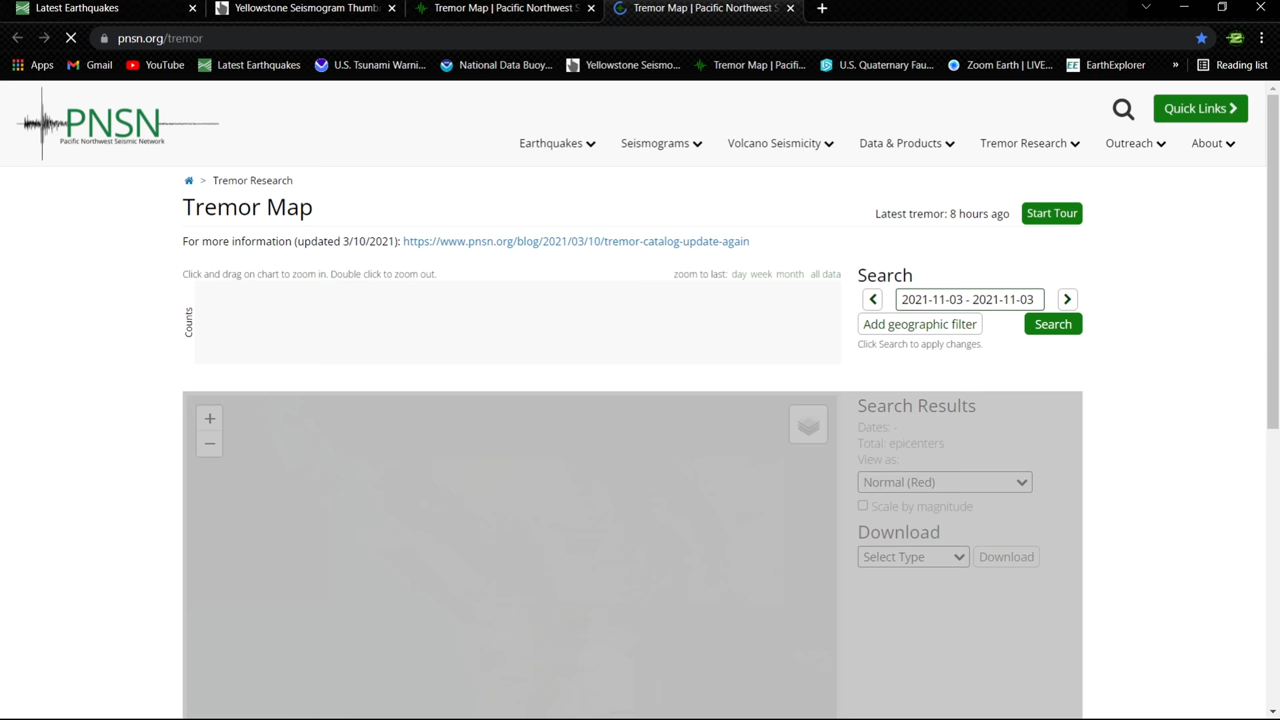 Latest Earthquakes
Yellowstone Seismogram Thumb
Tremor Map | Pacific Northwest S
Tremor Map | Pacific Northwest S
pnsn.org/tremor
Apps
Gmail
YouTube
Latest Earthquakes
U.S. Tsunami Warni...
National Data Buoy...
Yellowstone Seismo...
Tremor Map | Pacifi...
U.S. Quaternary Fau...
Zoom Earth | LIVE...
EE EarthExplorer
»
Reading list
PNSN
Pacific Northwest Seismic Network
Quick Links
Earthquakes
Seismograms
Volcano Seismicity
Data & Products
Tremor Research
Outreach
About
> Tremor Research
Tremor Map
Latest tremor: 8 hours ago
Start Tour
For more information (updated 3/10/2021): https://www.pnsn.org/blog/2021/03/10/tremor-catalog-update-again
Click and drag on chart to zoom in. Double click to zoom out.
zoom to last: day week month all data
Counts
Search
2021-11-03 - 2021-11-03
Add geographic filter
Search
Click Search to apply changes.
+
−
Search Results
Dates: -
Total: epicenters
View as:
Normal (Red)
Scale by magnitude
Download
Select Type
Download